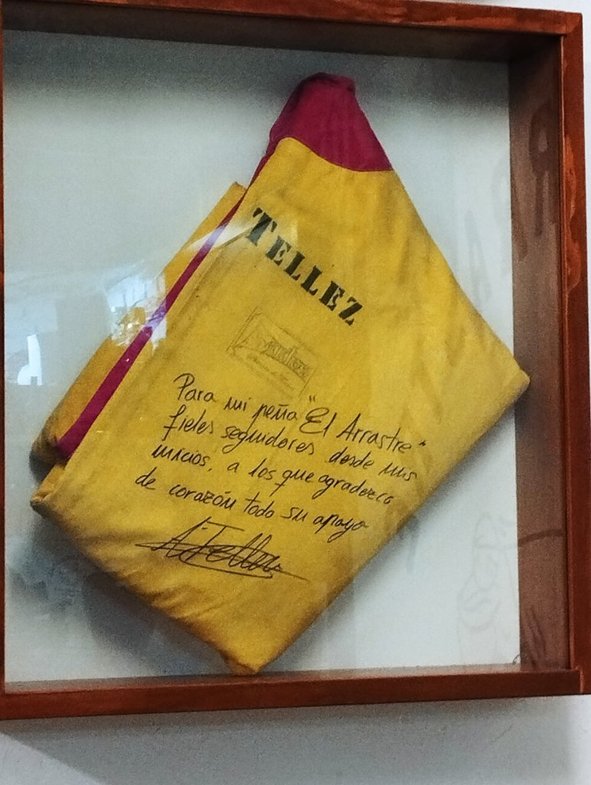 TELLEZ
Para mi peña "El Arrastre"
fieles seguidores desde mis
inicios, a los que agradezco
de corazón todo su apoyo
A. Tellez